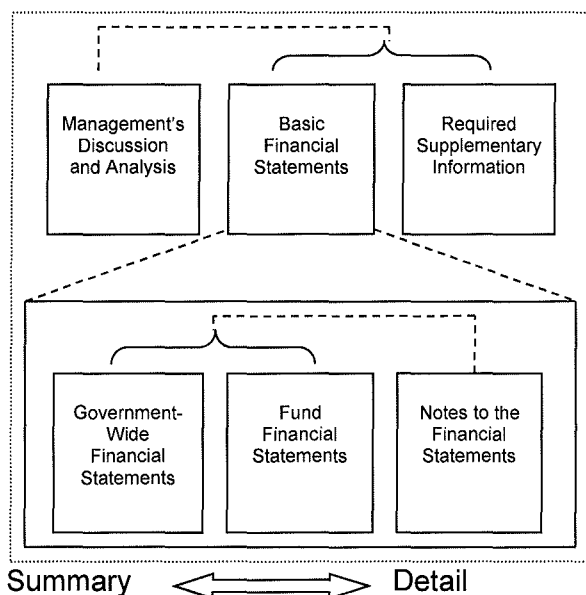 Management's
Discussion
and Analysis
Basic
Financial
Statements
Required
Supplementary
Information
Government-
Wide
Financial
Statements
Fund
Financial
Statements
Notes to the
Financial
Statements
Summary
Detail